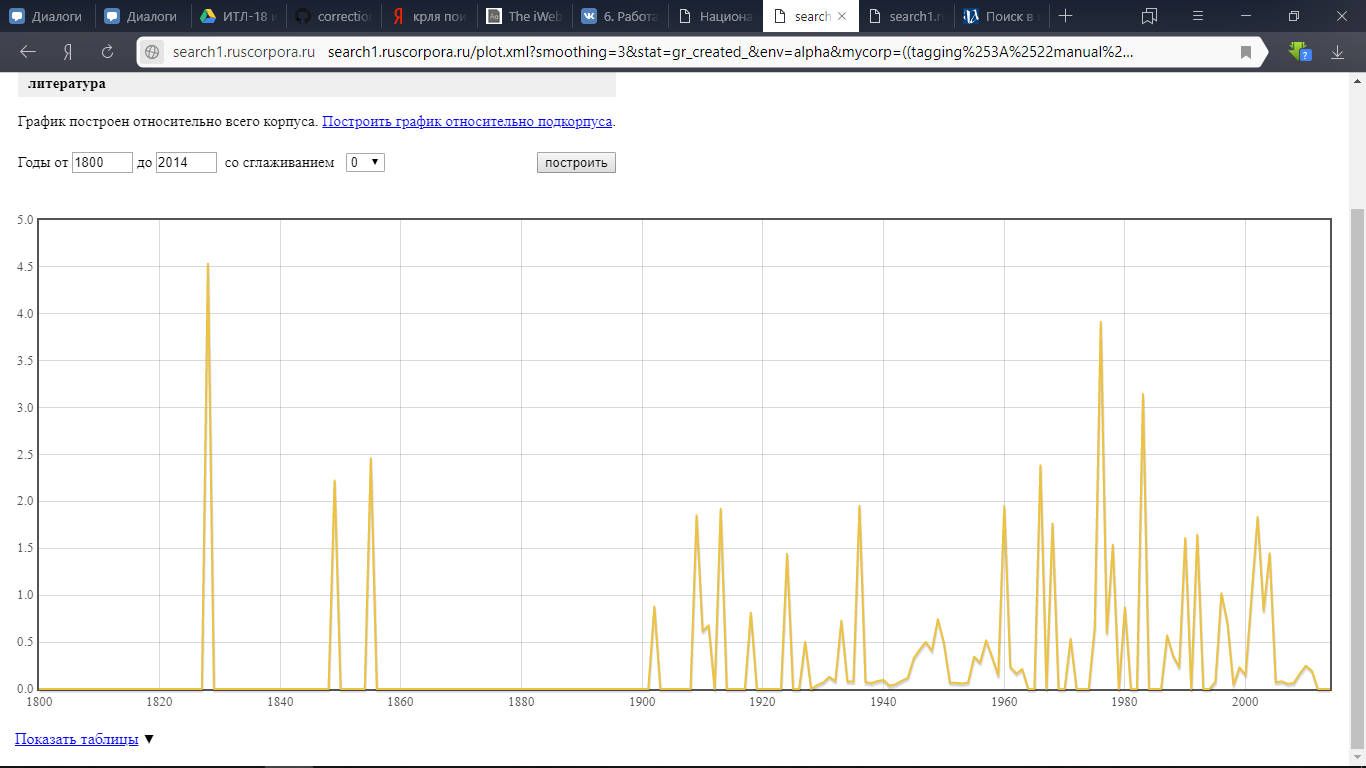 Диалоги Диалоги ИТЛ-18 и correction крля пои The iWeb 6. Работа Национа search search1.r Поиск в
search1.ruscorpora.ru search1.ruscorpora.ru/plot.xml?smoothing=3&stat=gr_created_&env=alpha&mycorp=((tagging%253A%2522manual%2...
литература
График построен относительно всего корпуса. Построить график относительно подкорпуса.
Годы от 1800 до 2014 со сглаживанием 0 построить
5.0
4.5
4.0
3.5
3.0
2.5
2.0
1.5
1.0
0.5
0.0
1800 1820 1840 1860 1880 1900 1920 1940 1960 1980 2000
Показать таблицы